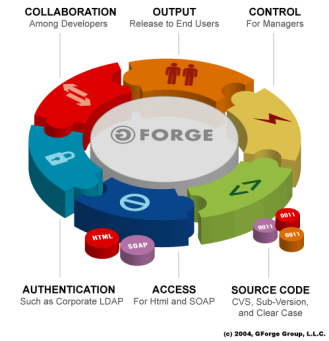 COLLABORATION
Among Developers
OUTPUT
Release to End Users
CONTROL
For Managers
G FORGE
HTML
SOAP
0011
0011
0011
AUTHENTICATION
Such as Corporate LDAP
ACCESS
For Html and SOAP
SOURCE CODE
CVS, Sub-Version,
and Clear Case
(c) 2004, GForge Group, L.L.C.